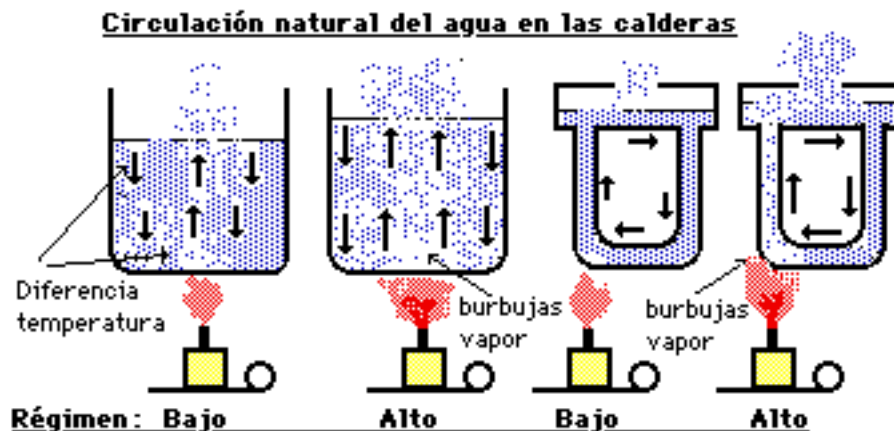 Circulación natural del agua en las calderas
Diferencia
temperatura
burbujas
vapor
burbujas
vapor
Régimen: Bajo Alto Bajo Alto